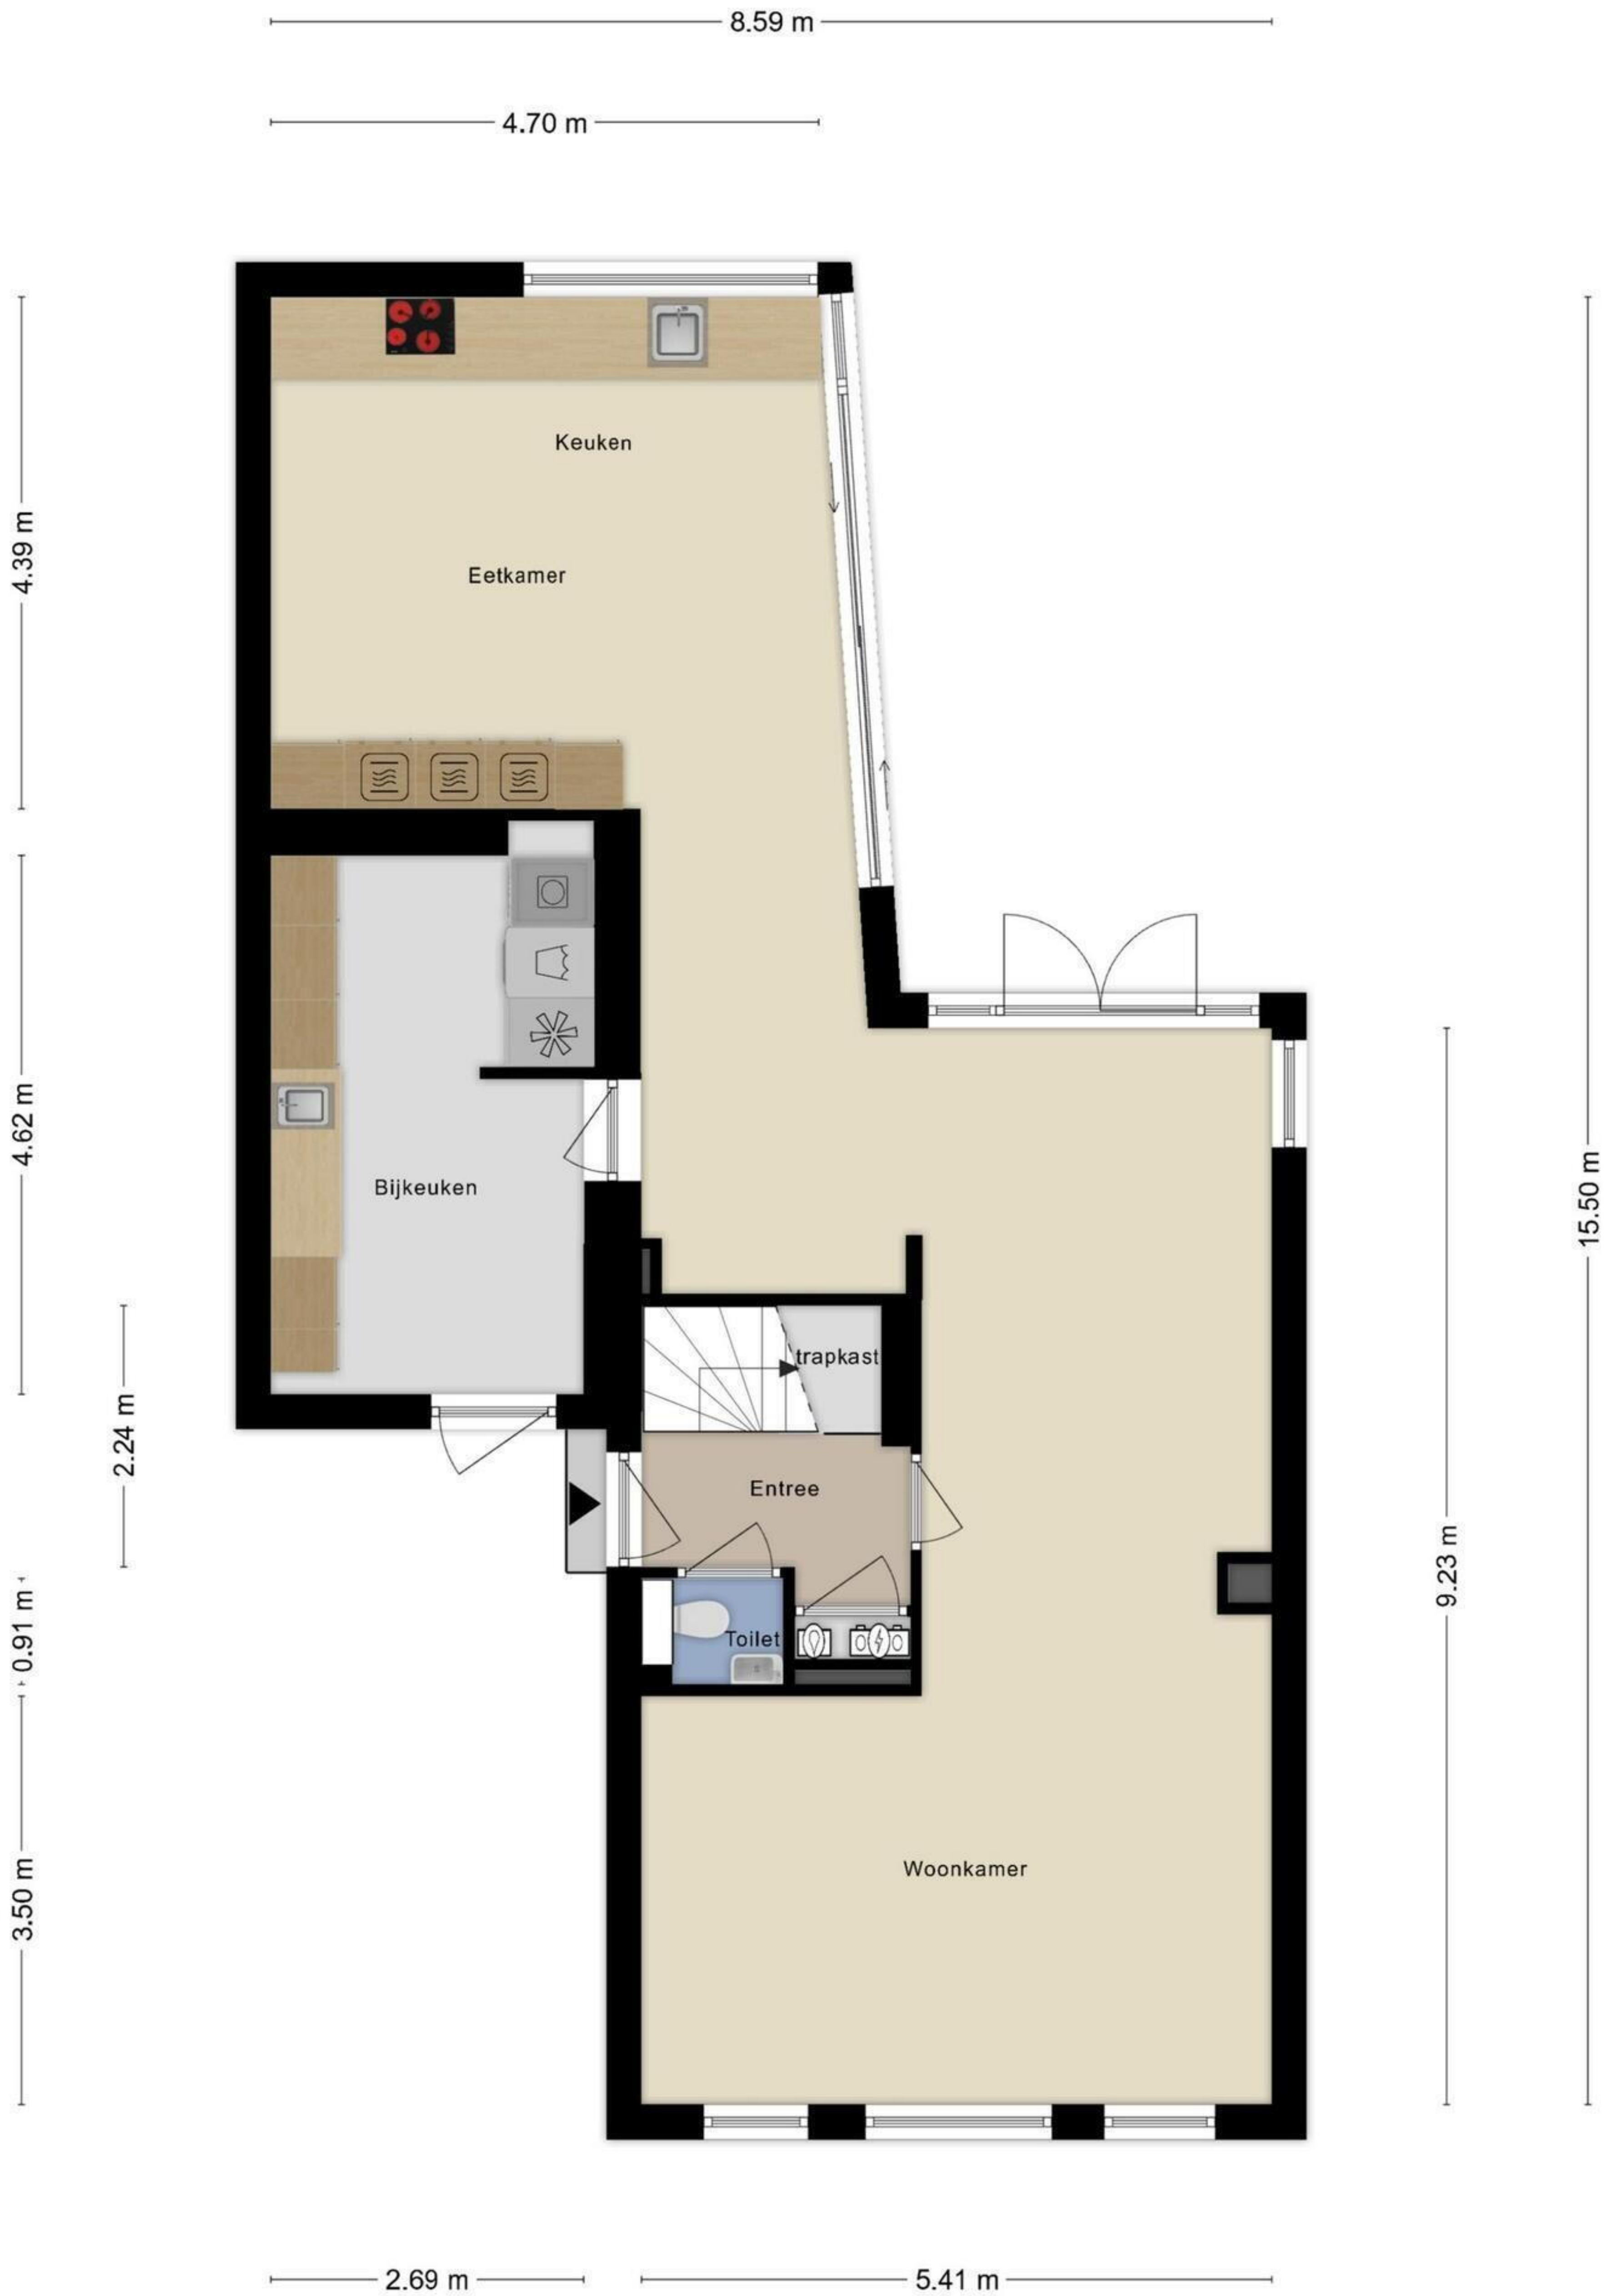 8.59 m
4.70 m
Keuken
4.39 m
Eetkamer
4.62 m
15.50 m
Bijkeuken
trapkast
2.24 m
Entree
9.23 m
0.91 m
Toilet
3.50 m
Woonkamer
2.69 m
5.41 m